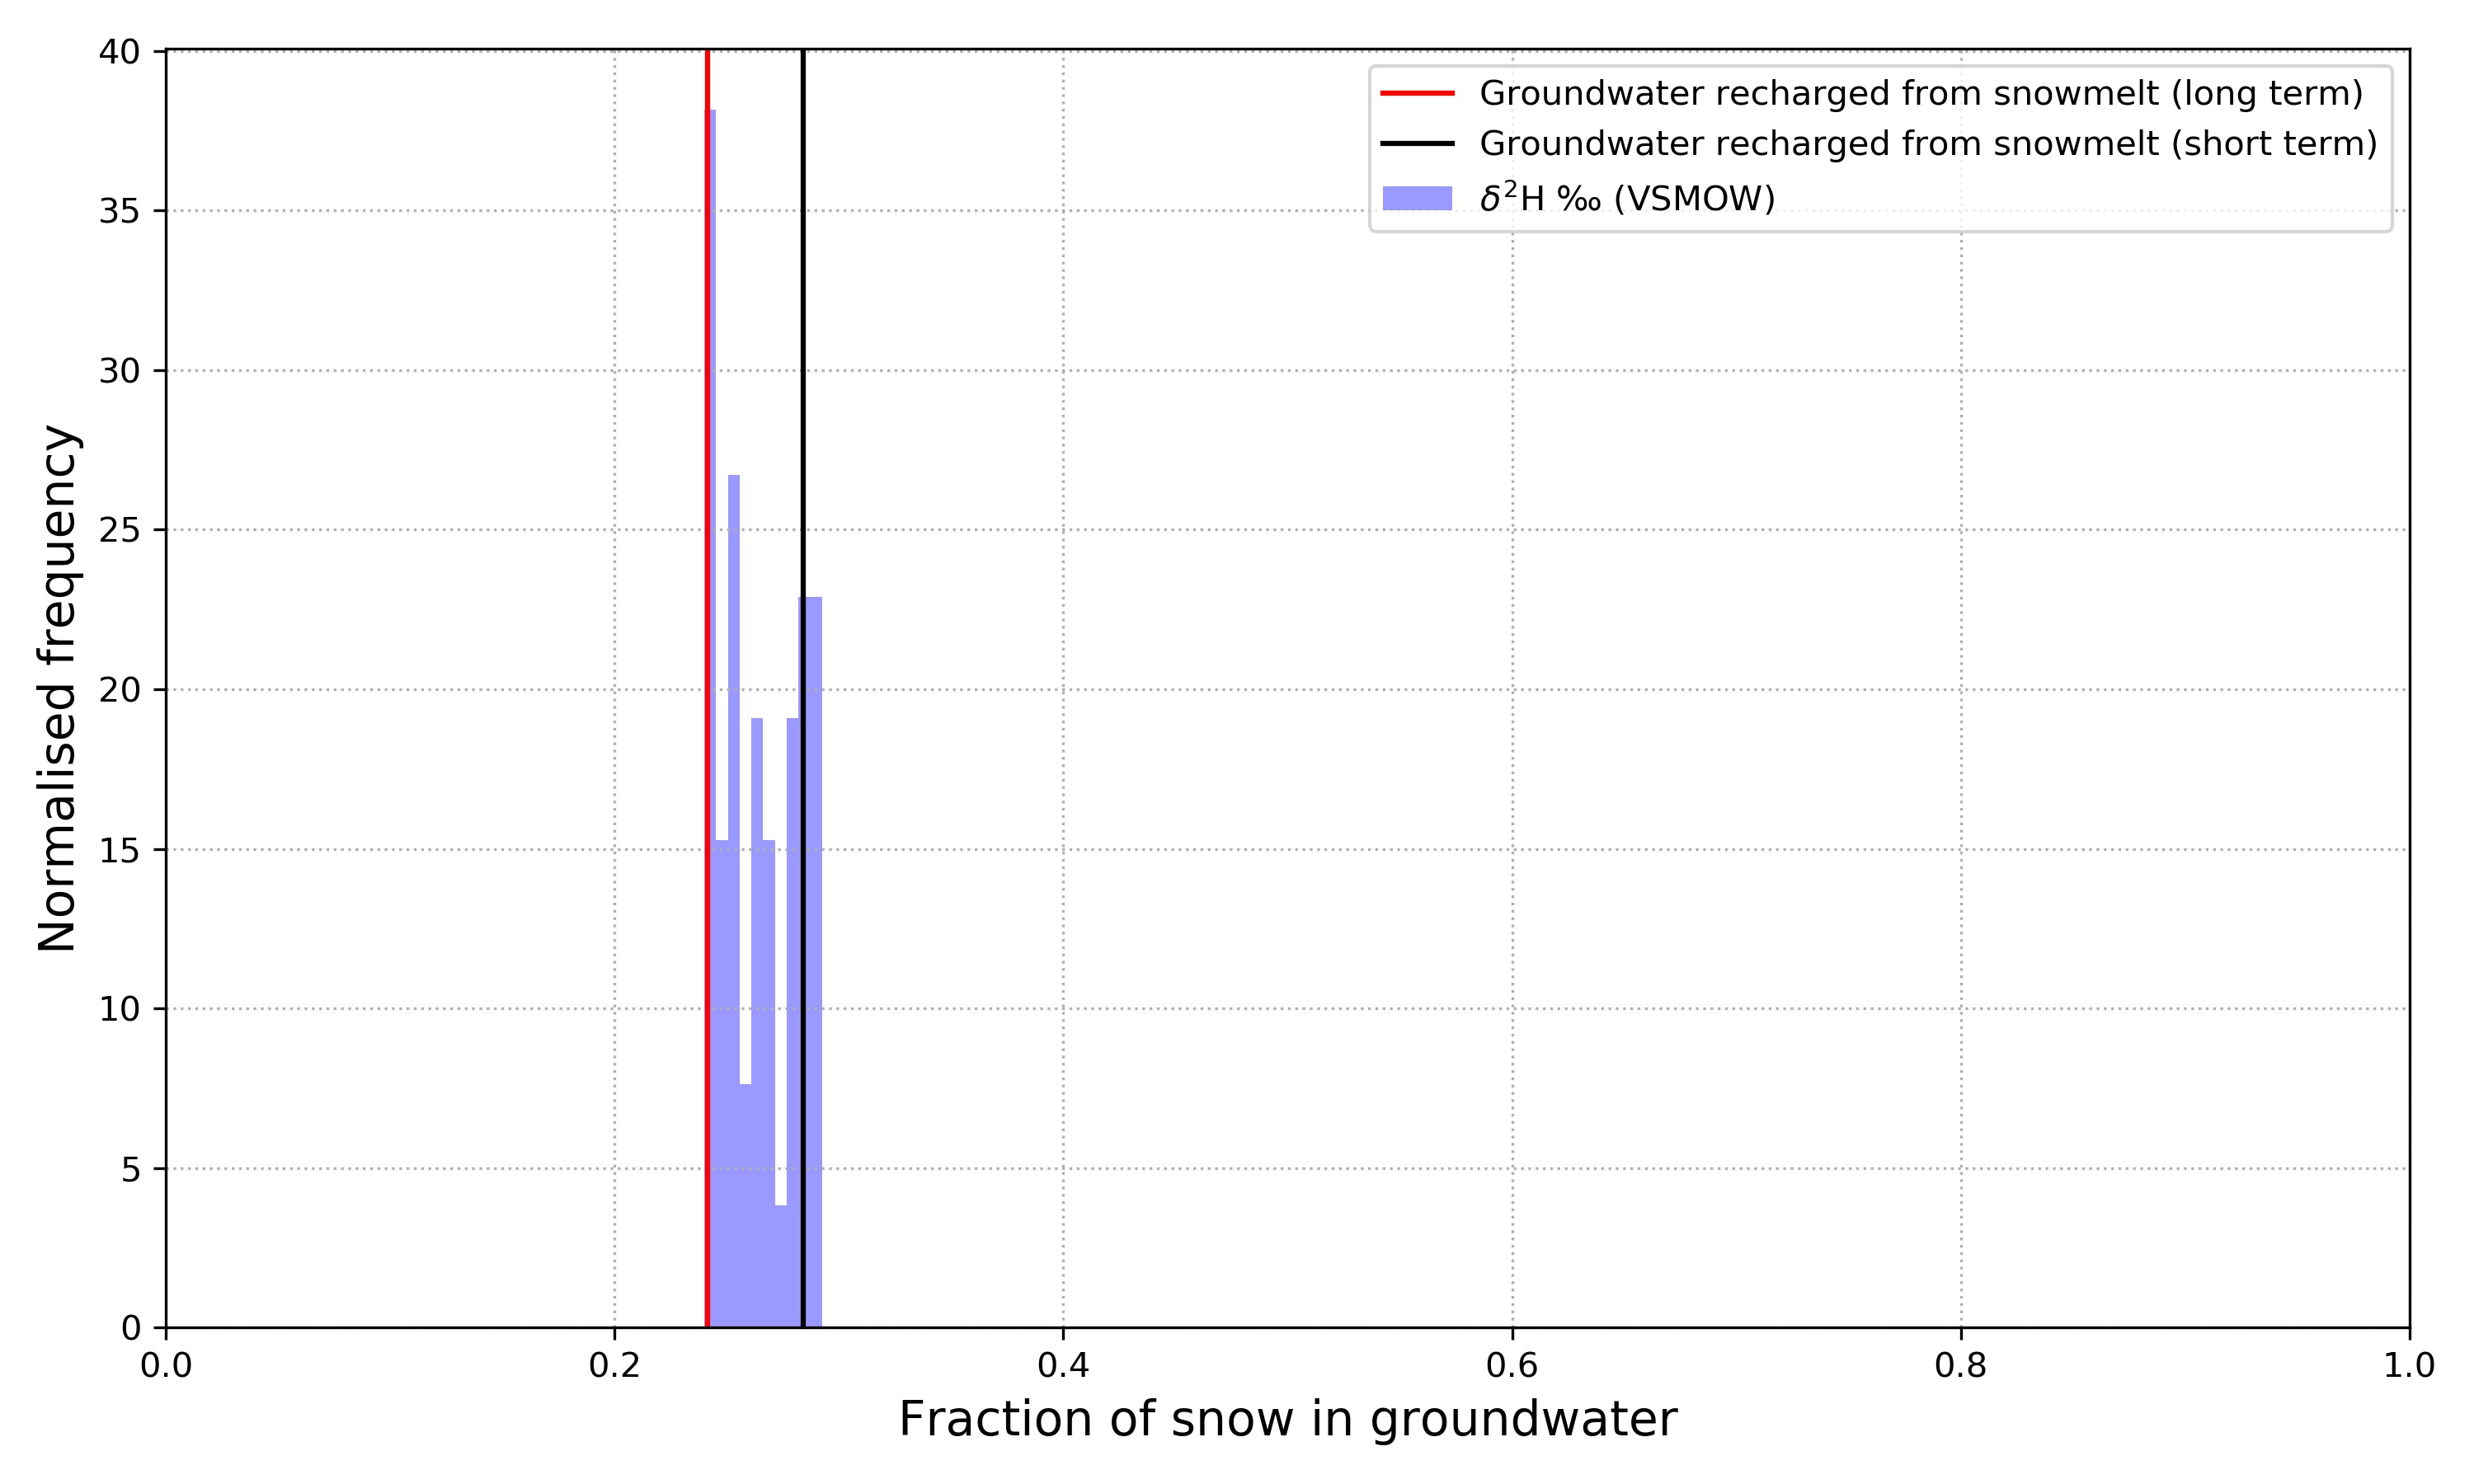 40
35
30
25
20
15
10
5
0
Normalised frequency
Groundwater recharged from snowmelt (long term)
Groundwater recharged from snowmelt (short term)
δ²H ‰ (VSMOW)
0.0 0.2 0.4 0.6 0.8 1.0
Fraction of snow in groundwater